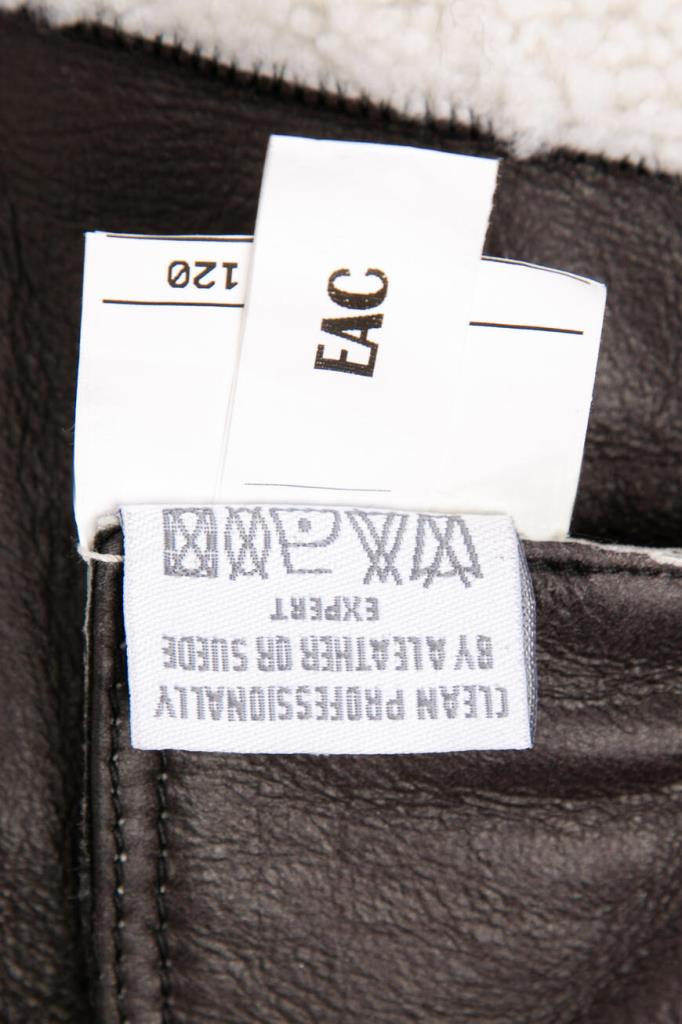 120
EAC
CLEAN PROFESSIONALLY
BY A LEATHER OR SUEDE
EXPERT